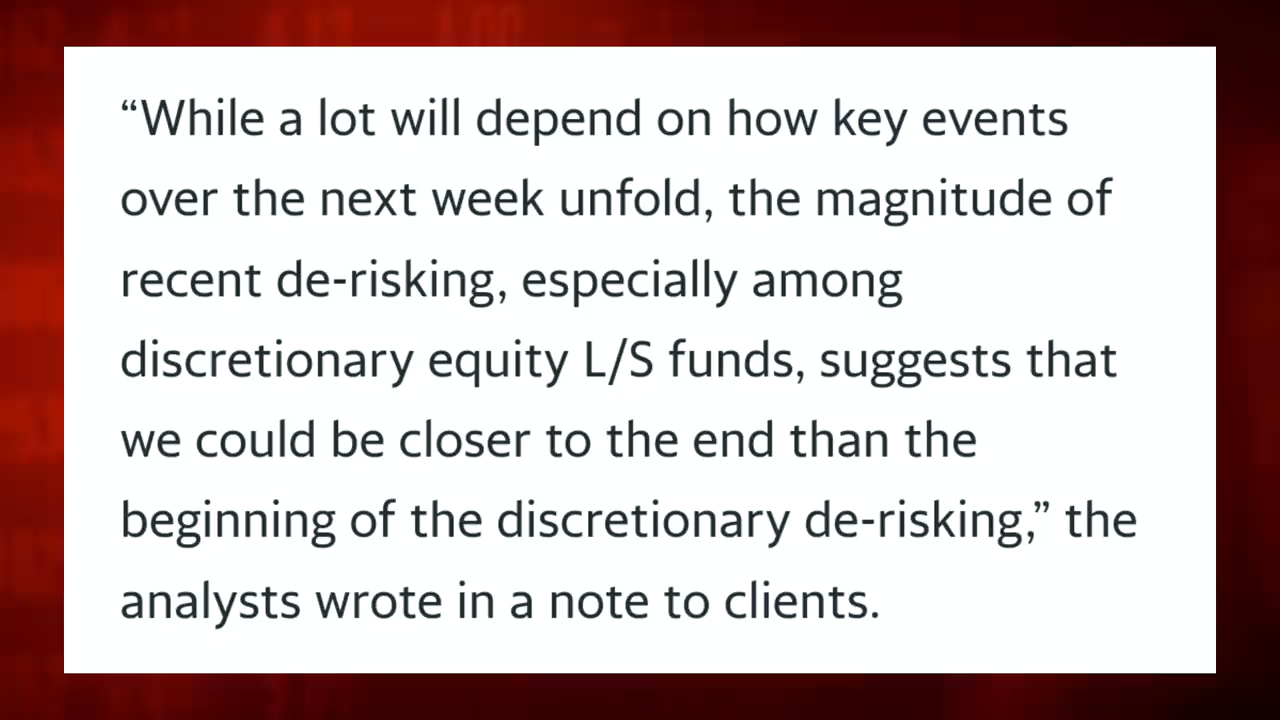 “While a lot will depend on how key events
over the next week unfold, the magnitude of
recent de-risking, especially among
discretionary equity L/S funds, suggests that
we could be closer to the end than the
beginning of the discretionary de-risking,” the
analysts wrote in a note to clients.